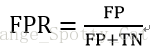 FPR = FP / FP+TN